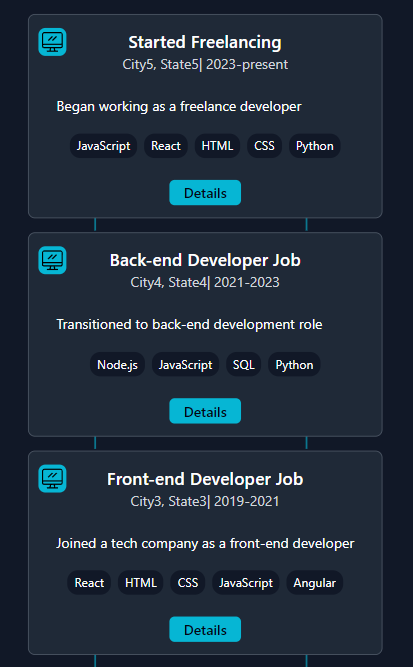 Started Freelancing
City5, State5| 2023-present
Began working as a freelance developer
JavaScript React HTML CSS Python
Details
Back-end Developer Job
City4, State4| 2021-2023
Transitioned to back-end development role
Node.js JavaScript SQL Python
Details
Front-end Developer Job
City3, State3| 2019-2021
Joined a tech company as a front-end developer
React HTML CSS JavaScript Angular
Details